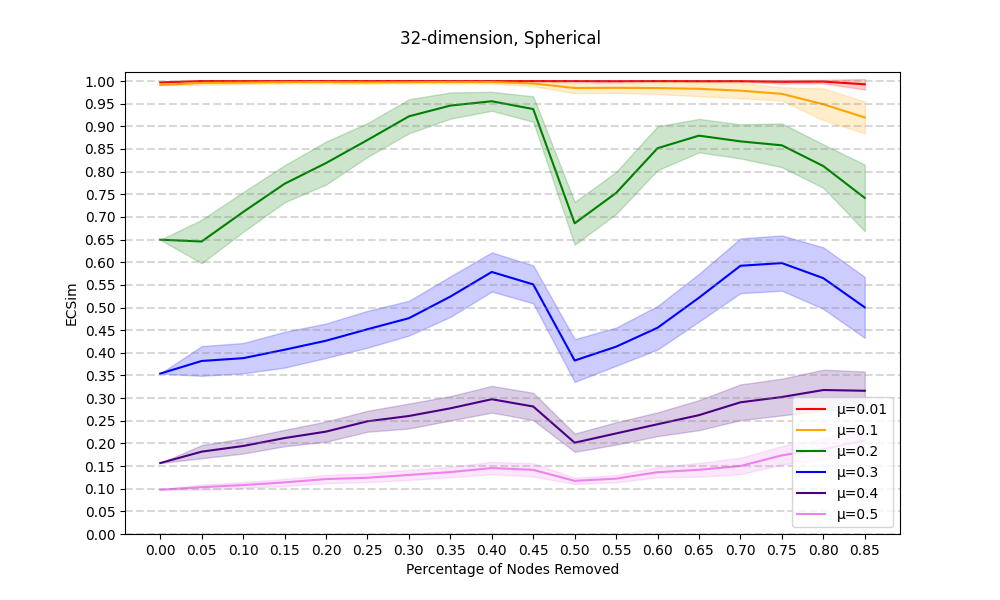 32-dimension, Spherical
1.00
0.95
0.90
0.85
0.80
0.75
0.70
0.65
0.60
0.55
0.50
0.45
0.40
0.35
0.30
0.25
0.20
0.15
0.10
0.05
0.00
ECSim
μ=0.01
μ=0.1
μ=0.2
μ=0.3
μ=0.4
μ=0.5
0.00 0.05 0.10 0.15 0.20 0.25 0.30 0.35 0.40 0.45 0.50 0.55 0.60 0.65 0.70 0.75 0.80 0.85
Percentage of Nodes Removed